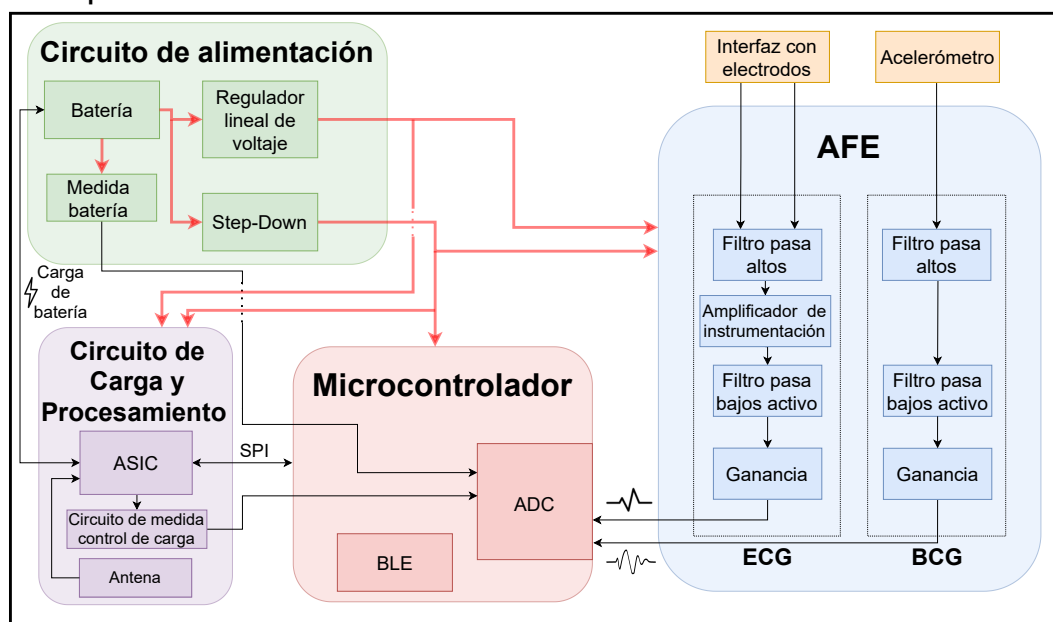 Circuito de alimentación
Batería
Regulador
lineal de
voltaje
Medida
batería
Step-Down
Carga
de
batería
Interfaz con
electrodos
Acelerómetro
AFE
Filtro pasa
altos
Amplificador de
instrumentación
Filtro pasa
bajos activo
Ganancia
ECG
Filtro pasa
altos
Filtro pasa
bajos activo
Ganancia
BCG
Circuito de
Carga y
Procesamiento
ASIC
Circuito de medida
control de carga
Antena
SPI
Microcontrolador
ADC
BLE